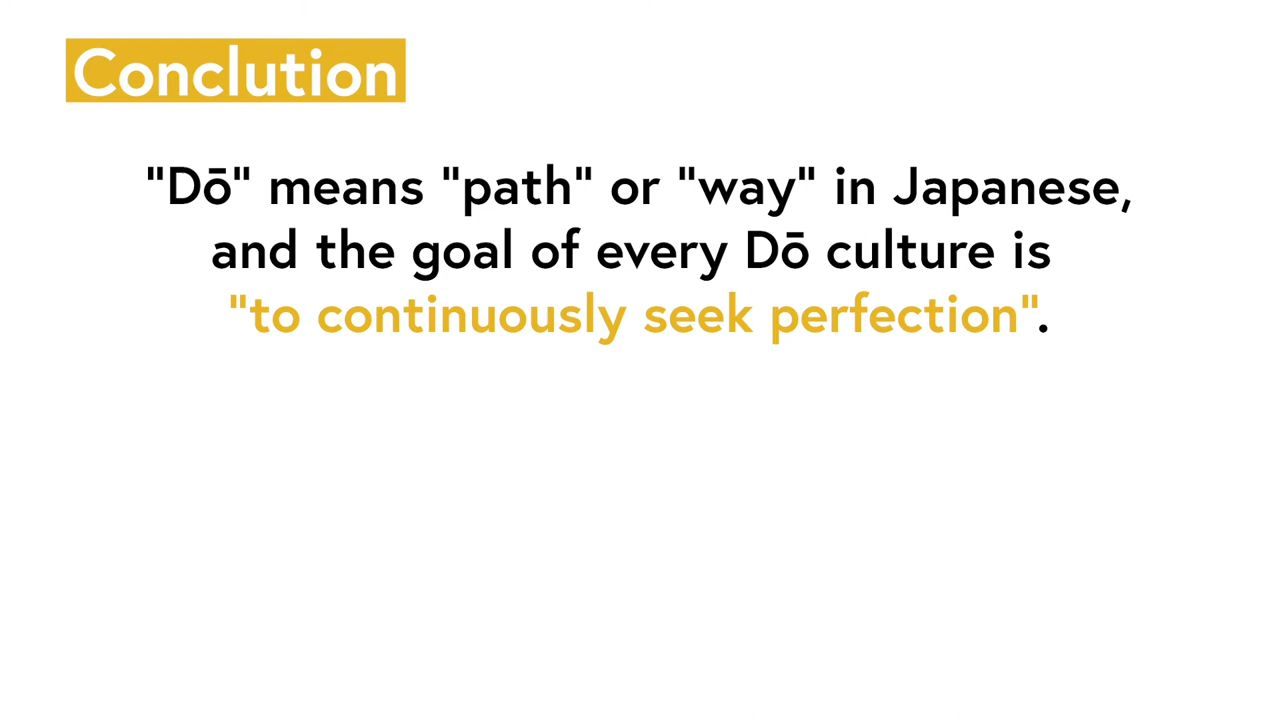 Conclution
"Dō" means "path" or "way" in Japanese,
and the goal of every Dō culture is
"to continuously seek perfection".